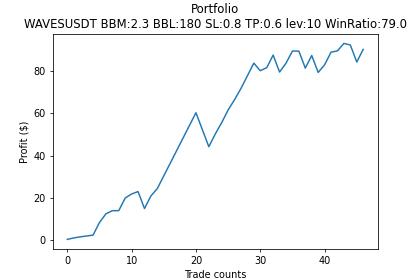 Portfolio
WAVESUSDT BBM:2.3 BBL:180 SL:0.8 TP:0.6 lev:10 WinRatio:79.0
Profit ($)
80
60
40
20
0
0 10 20 30 40
Trade counts